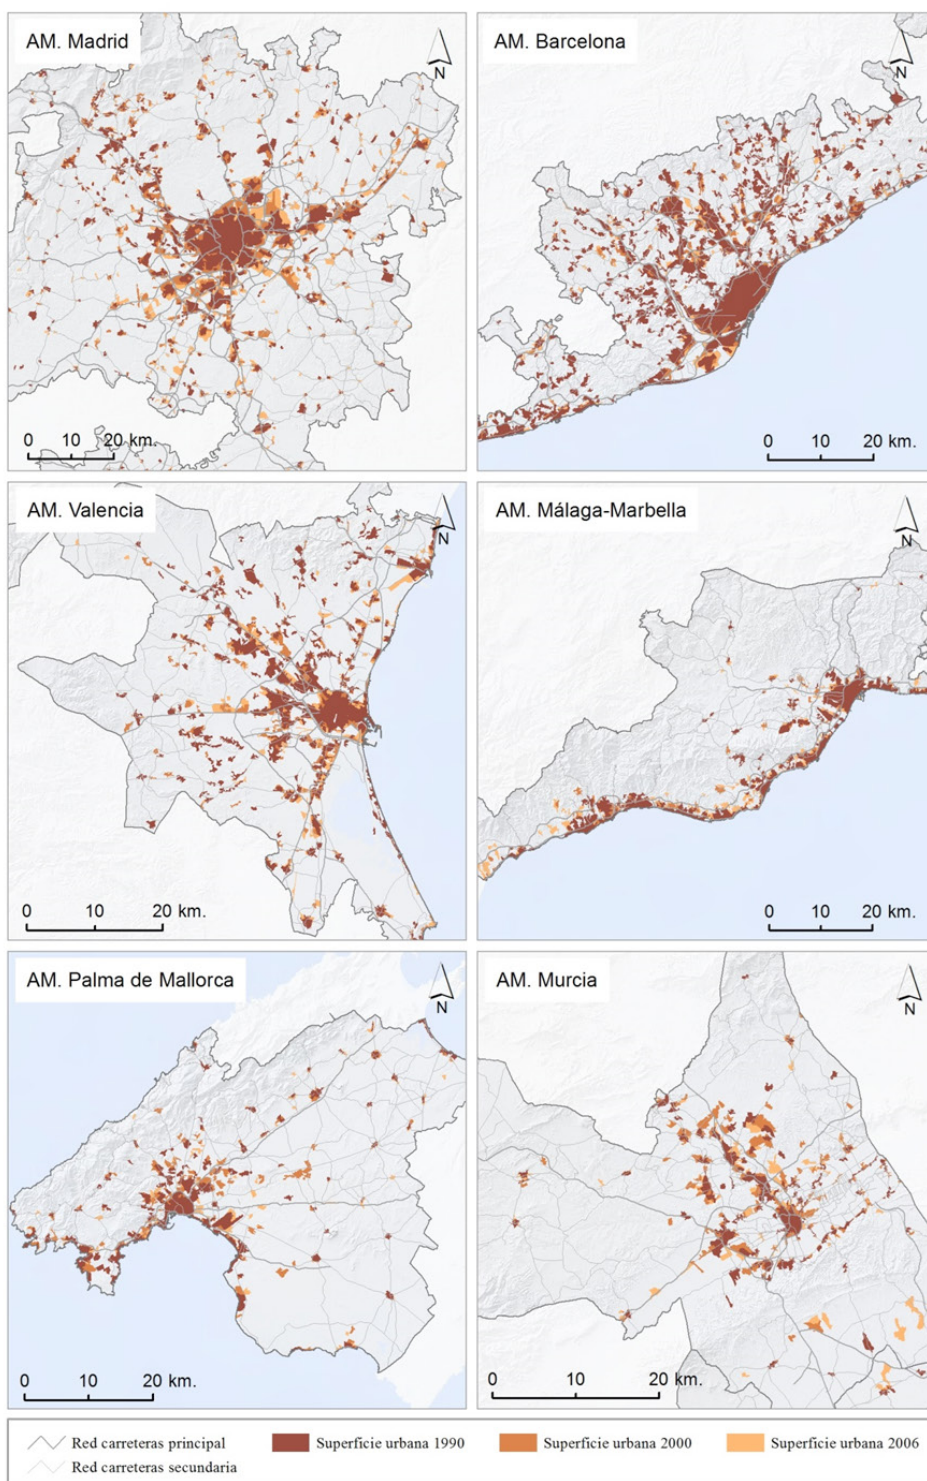 AM. Madrid
N
0 10 20 km.
AM. Barcelona
N
0 10 20 km.
AM. Valencia
N
0 10 20 km.
AM. Málaga-Marbella
N
0 10 20 km.
AM. Palma de Mallorca
N
0 10 20 km.
AM. Murcia
N
0 10 20 km.
Red carreteras principal
Superficie urbana 1990
Superficie urbana 2000
Superficie urbana 2006
Red carreteras secundaria